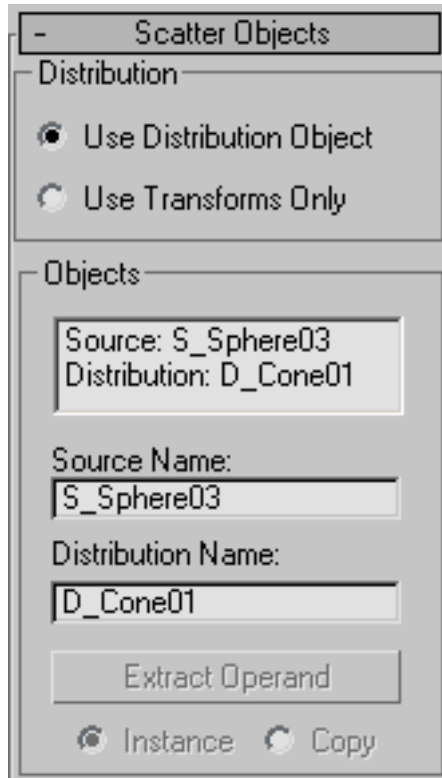 - Scatter Objects
Distribution
Use Distribution Object
Use Transforms Only
Objects
Source: S_Sphere03
Distribution: D_Cone01
Source Name:
S_Sphere03
Distribution Name:
D_Cone01
Extract Operand
Instance Copy